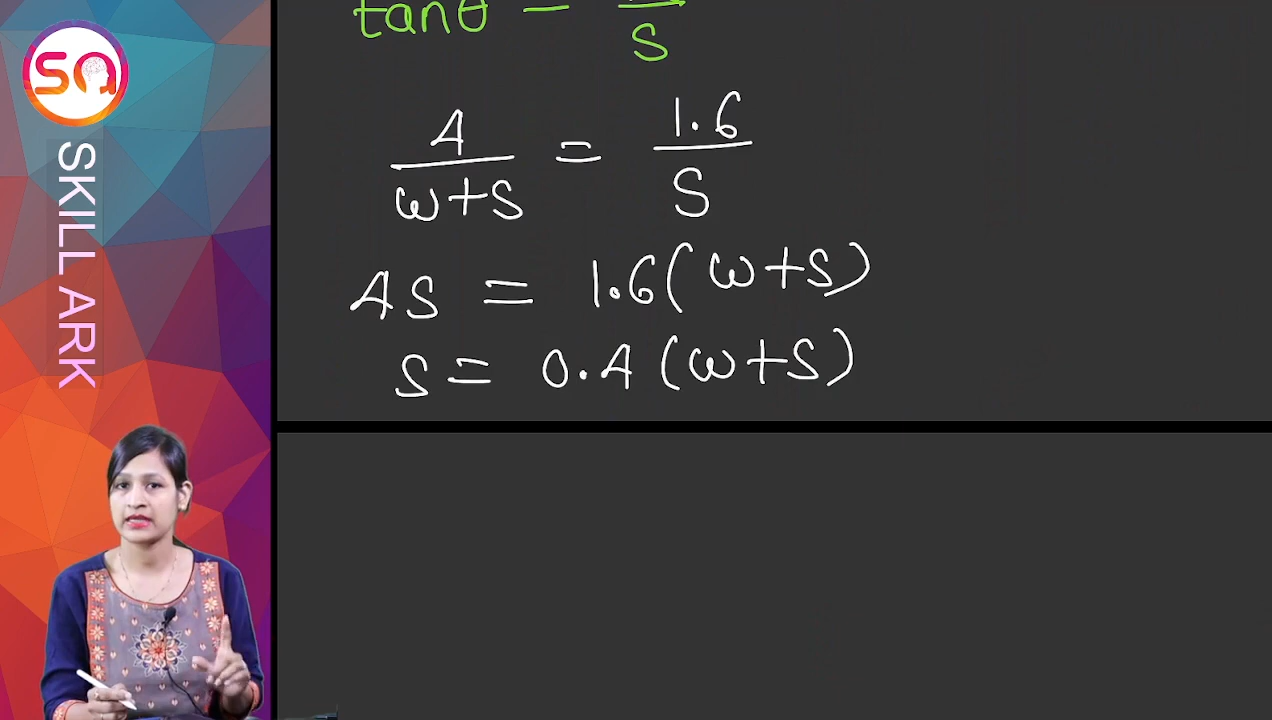 SA
SKILL ARK
tanθ =
S
4/(w+s) = 1.6/S
4S = 1.6(w+s)
S = 0.4(w+s)